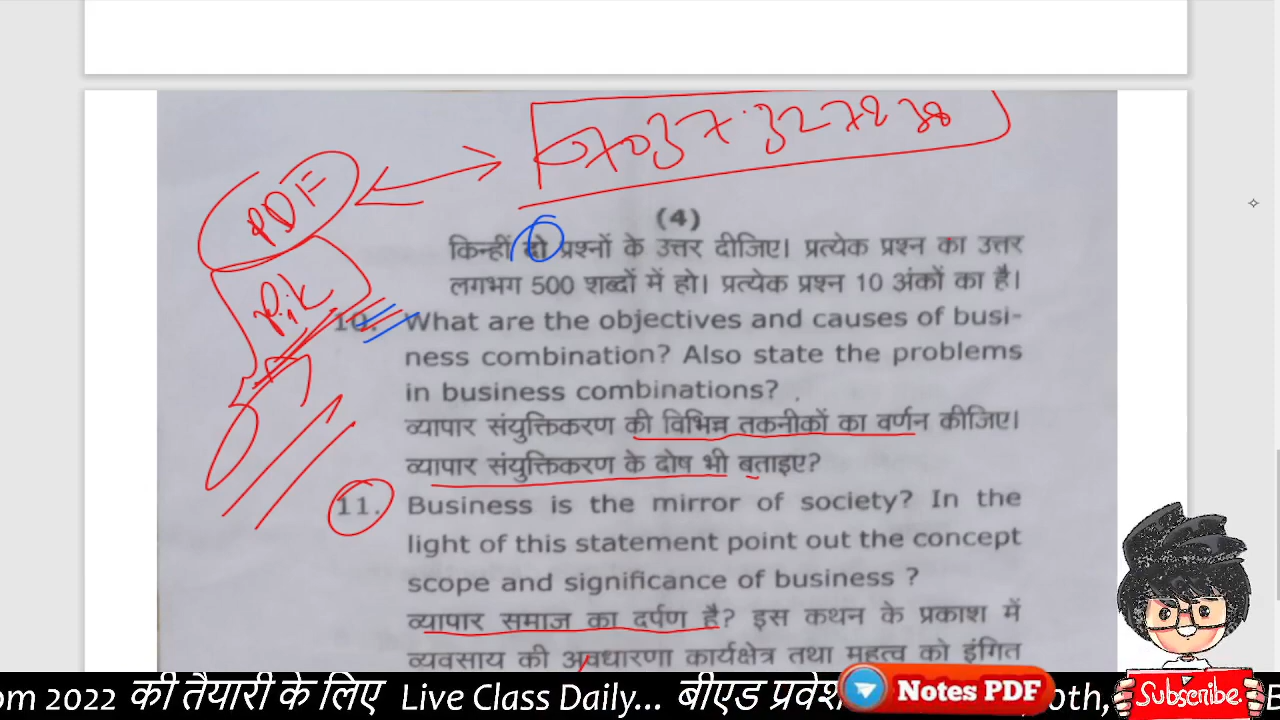 7037327238
PDF
(4)
किन्हीं दो प्रश्नों के उत्तर दीजिए। प्रत्येक प्रश्न का उत्तर
लगभग 500 शब्दों में हो। प्रत्येक प्रश्न 10 अंकों का है।
10. What are the objectives and causes of busi-
ness combination? Also state the problems
in business combinations?
व्यापार संयुक्तिकरण की विभिन्न तकनीकों का वर्णन कीजिए।
व्यापार संयुक्तिकरण के दोष भी बताइए?
11. Business is the mirror of society? In the
light of this statement point out the concept
scope and significance of business ?
व्यापार समाज का दर्पण है? इस कथन के प्रकाश में
व्यवसाय की अवधारणा कार्यक्षेत्र तथा महत्व को इंगित
om 2022 की तैयारी के लिए Live Class Daily... बीएड प्रवेश
Notes PDF
oth,
Subscribe